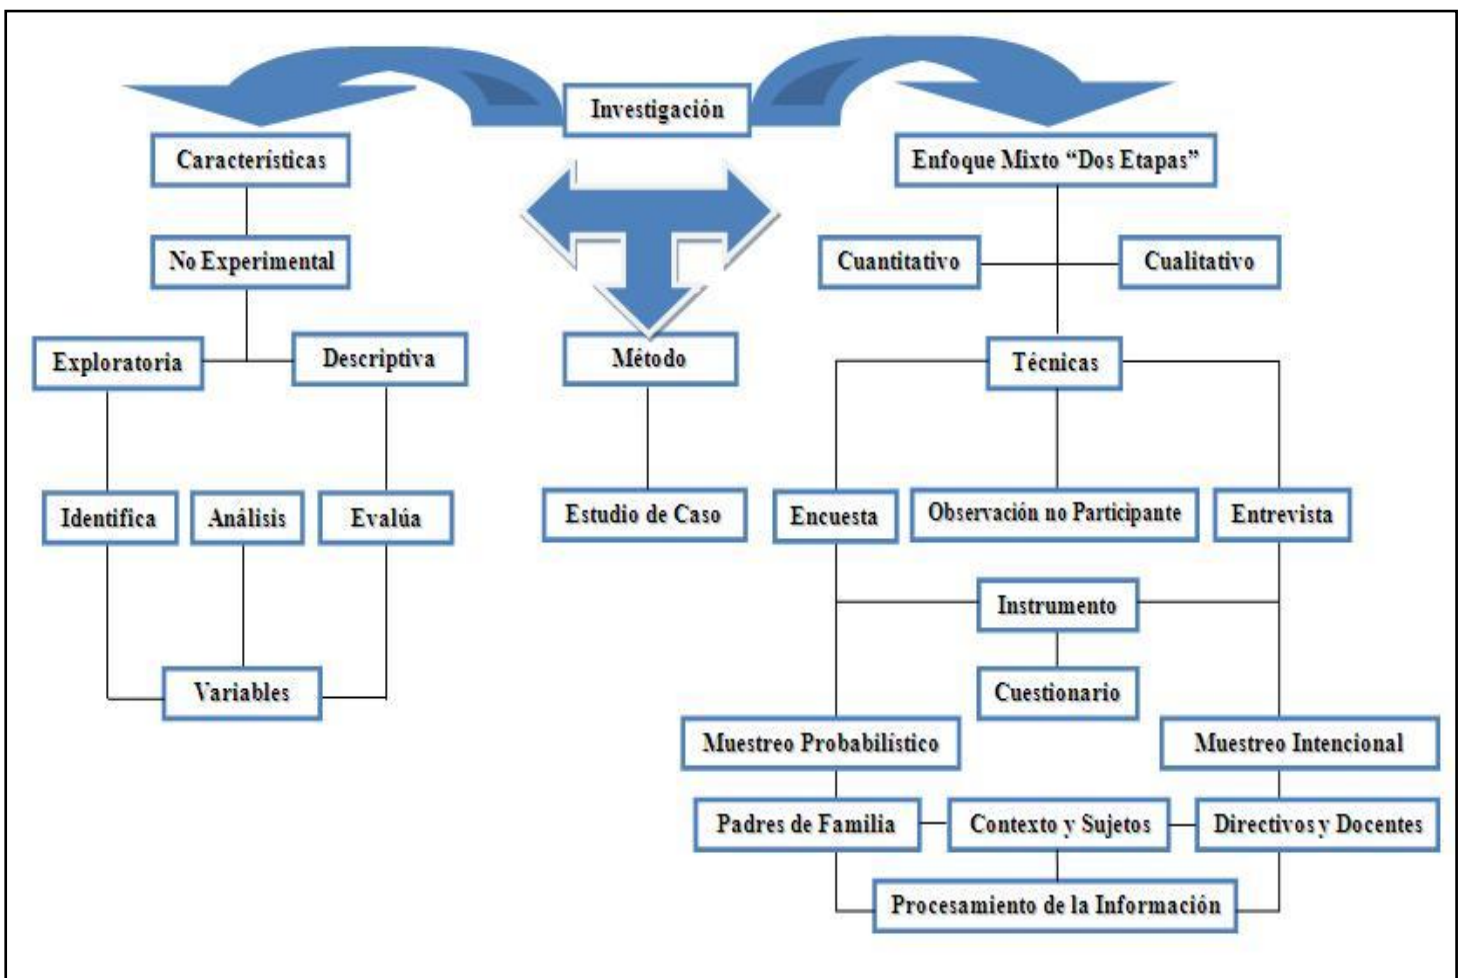 Investigación
Característicás
Enfoque Mixto “Dos Etapas”
No Experimental
Cuantitativo
Cualitativo
Exploratoria
Descriptiva
Método
Técnicas
Identifica
Análisis
Evalúa
Estudio de Caso
Encuesta
Observación no Participante
Entrevista
Instrumento
Variables
Cuestionario
Muestreo Probabilístico
Muestreo Intencional
Padres de Familia
Contexto y Sujetos
Directivos y Docentes
Procesamiento de la Información